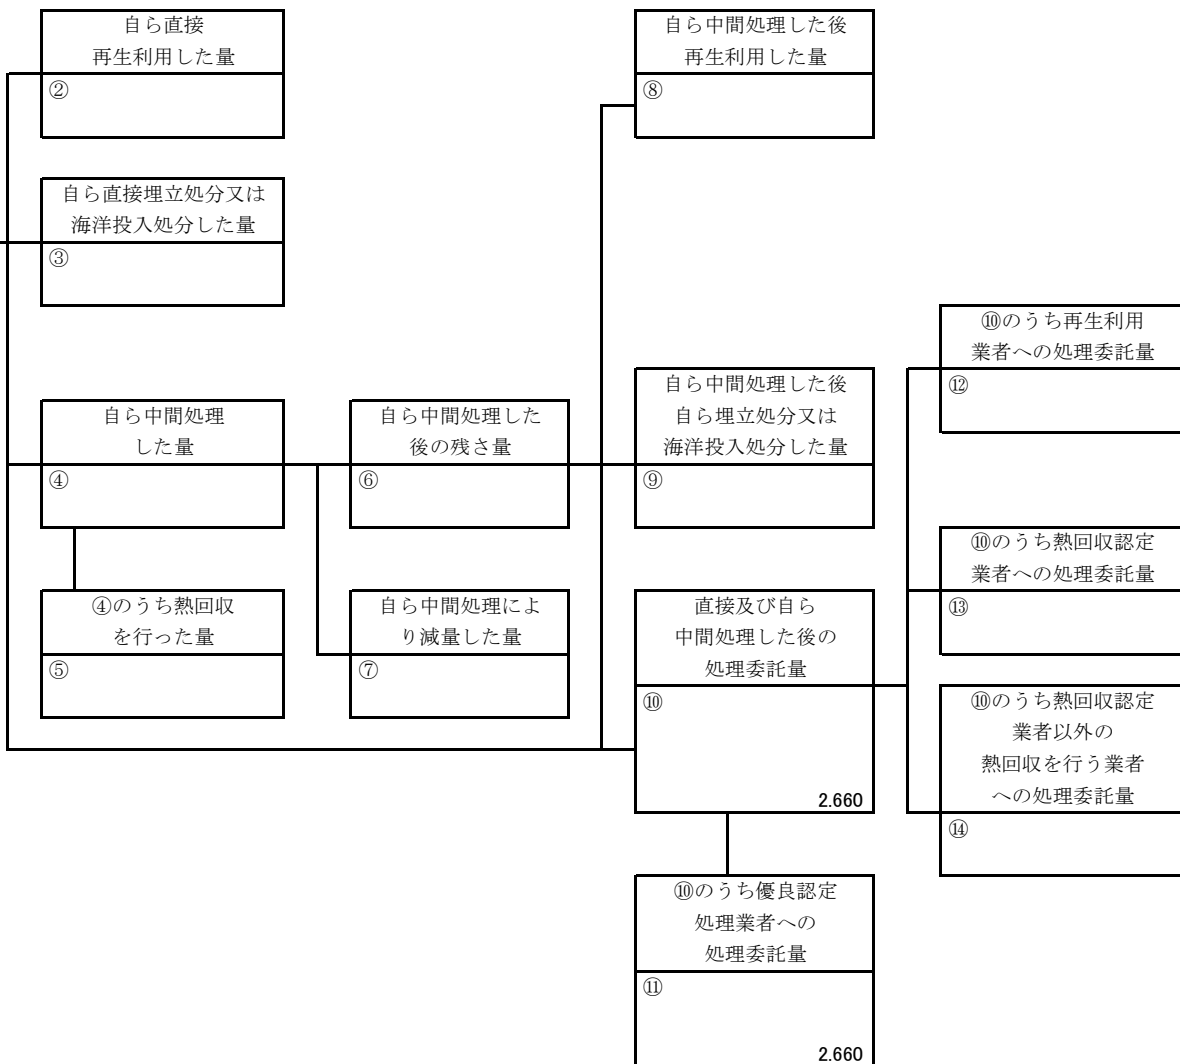 自ら直接
再生利用した量
②
自ら中間処理した後
再生利用した量
⑧
自ら直接埋立処分又は
海洋投入処分した量
③
⑩のうち再生利用
業者への処理委託量
⑫
自ら中間処理
した量
④
自ら中間処理した
後の残さ量
⑥
自ら中間処理した後
自ら埋立処分又は
海洋投入処分した量
⑨
⑩のうち熱回収認定
業者への処理委託量
⑬
④のうち熱回収
を行った量
⑤
自ら中間処理によ
り減量した量
⑦
直接及び自ら
中間処理した後の
処理委託量
⑩
2.660
⑩のうち熱回収認定
業者以外の
熱回収を行う業者
への処理委託量
⑭
⑩のうち優良認定
処理業者への
処理委託量
⑪
2.660